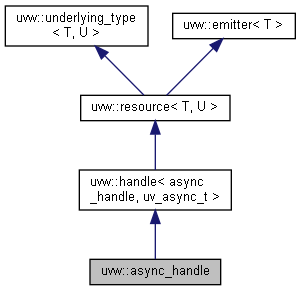 uvw::underlying_type
< T, U >
uvw::emitter< T >
uvw::resource< T, U >
uvw::handle< async
_handle, uv_async_t >
uvw::async_handle